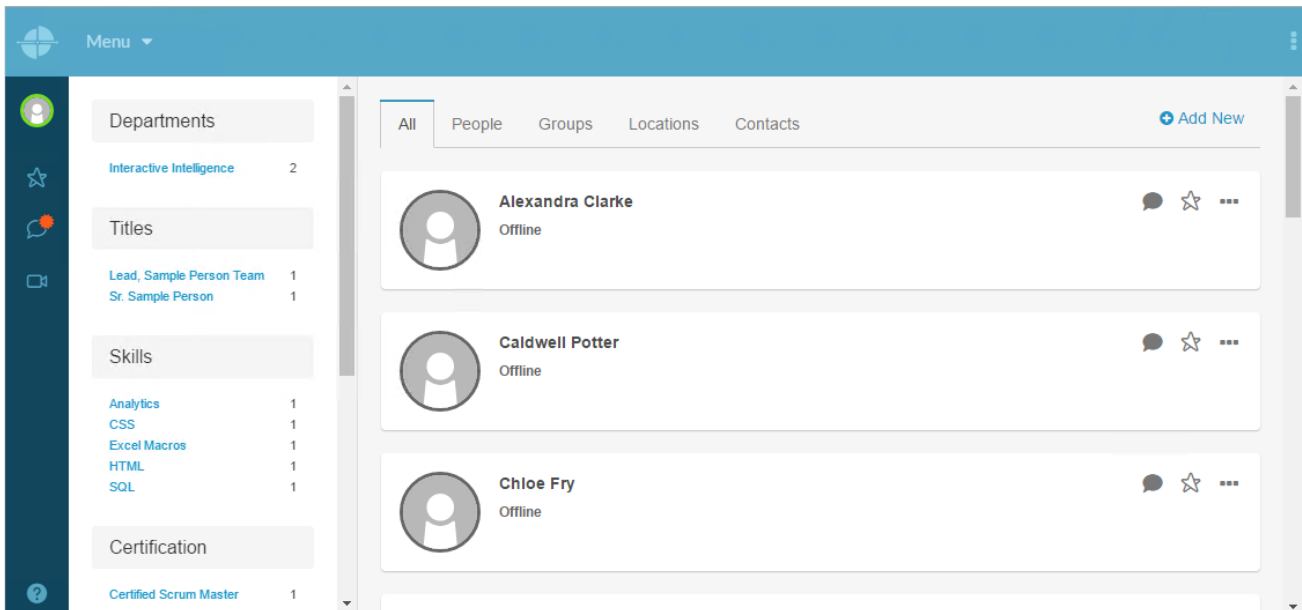 Menu
Departments
Interactive Intelligence 2
Titles
Lead, Sample Person Team 1
Sr. Sample Person 1
Skills
Analytics 1
CSS 1
Excel Macros 1
HTML 1
SQL 1
Certification
Certified Scrum Master 1
All People Groups Locations Contacts
Add New
Alexandra Clarke
Offline
Caldwell Potter
Offline
Chloe Fry
Offline